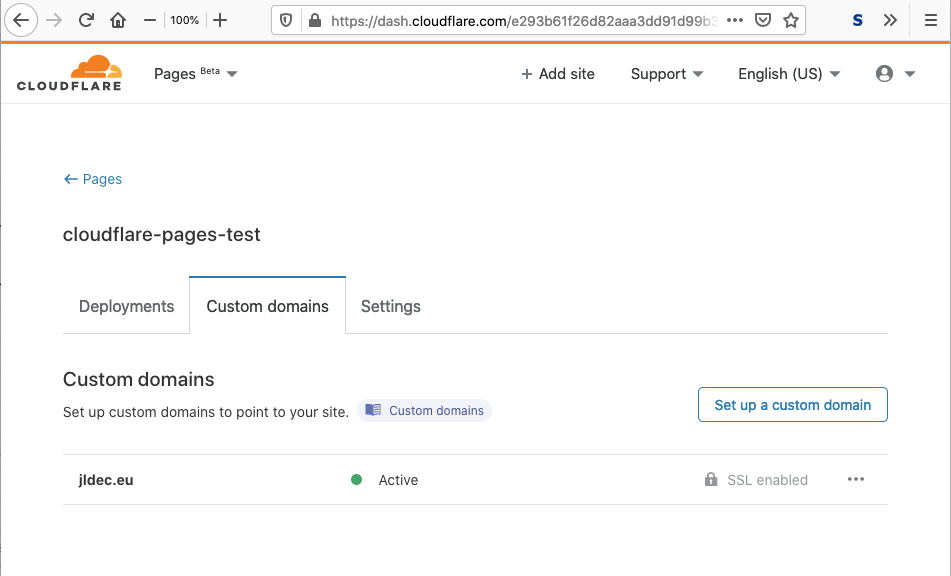 100%
https://dash.cloudflare.com/e293b61f26d82aaa3dd91d99b3
S
CLOUDFLARE
Pages Beta
+ Add site
Support
English (US)
← Pages
cloudflare-pages-test
Deployments
Custom domains
Settings
Custom domains
Set up custom domains to point to your site.
Custom domains
Set up a custom domain
jldec.eu
Active
SSL enabled